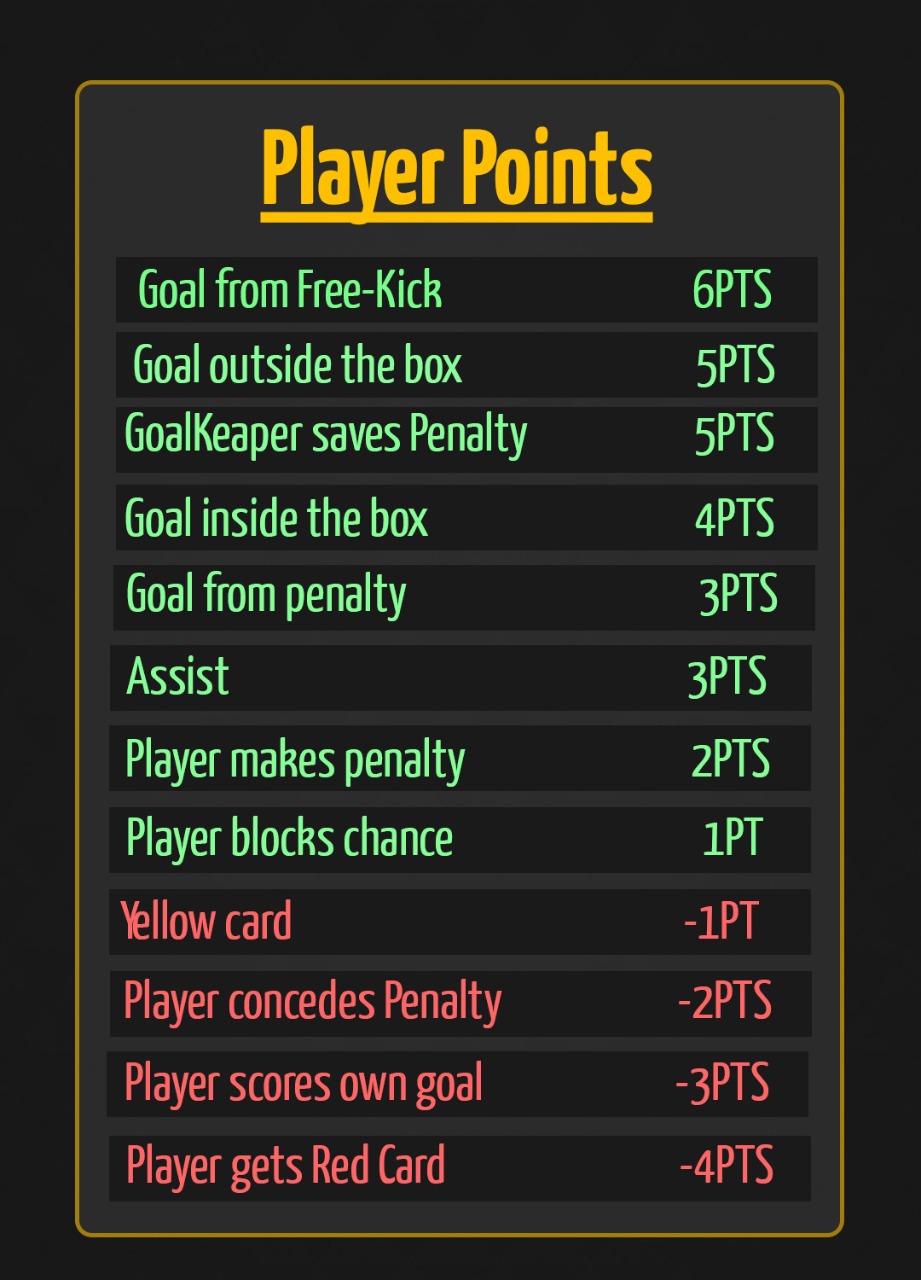 Player Points
Goal from Free-Kick 6PTS
Goal outside the box 5PTS
GoalKeaper saves Penalty 5PTS
Goal inside the box 4PTS
Goal from penalty 3PTS
Assist 3PTS
Player makes penalty 2PTS
Player blocks chance 1PT
Yellow card -1PT
Player concedes Penalty -2PTS
Player scores own goal -3PTS
Player gets Red Card -4PTS